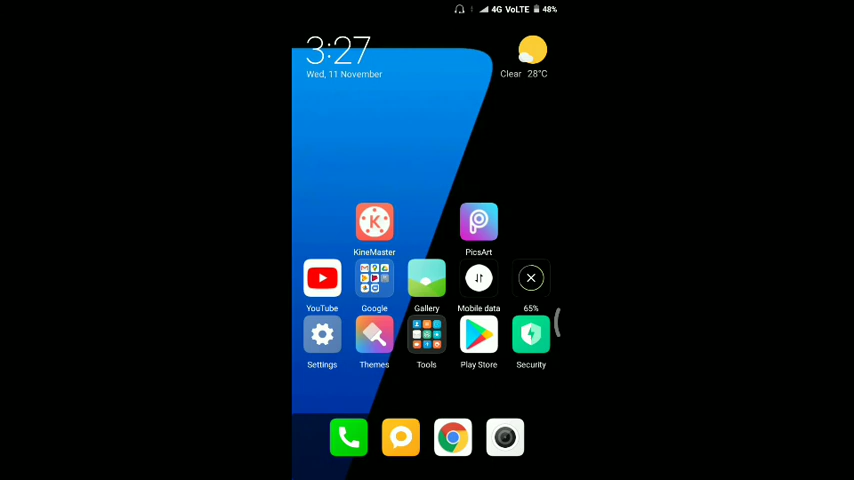 4G VoLTE 48%
3:27
Wed, 11 November
Clear 28°C
KineMaster PicsArt
YouTube Google Gallery Mobile data 65%
Settings Themes Tools Play Store Security